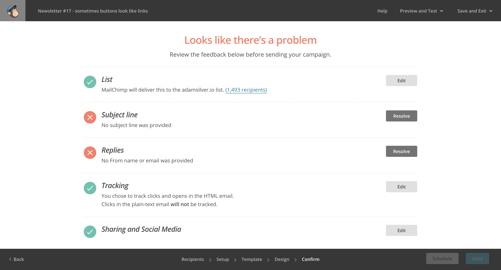 Newsletter #17 - sometimes buttons look like links
Help
Preview and Test
Save and Exit
Looks like there's a problem
Review the feedback below before sending your campaign.
List
Edit
MailChimp will deliver this to the adamsilver.io list. (1,493 recipients)
Subject line
Resolve
No subject line was provided
Replies
Resolve
No From name or email was provided
Tracking
Edit
You chose to track clicks and opens in the HTML email.
Clicks in the plain-text email will not be tracked.
Sharing and Social Media
Edit
Back
Recipients
Setup
Template
Design
Confirm
Schedule